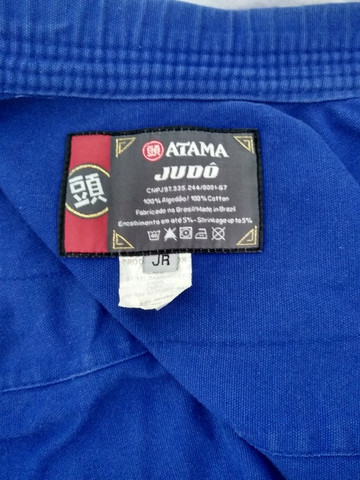 頭
頭 ATAMA
JUDÔ
CNPJ 97.335.244/0001-67
100% Algodão / 100% Cotton
Fabricado no Brasil/Made in Brazil
Encolhimento em até 5% - Shrinkage up to 5%
JR